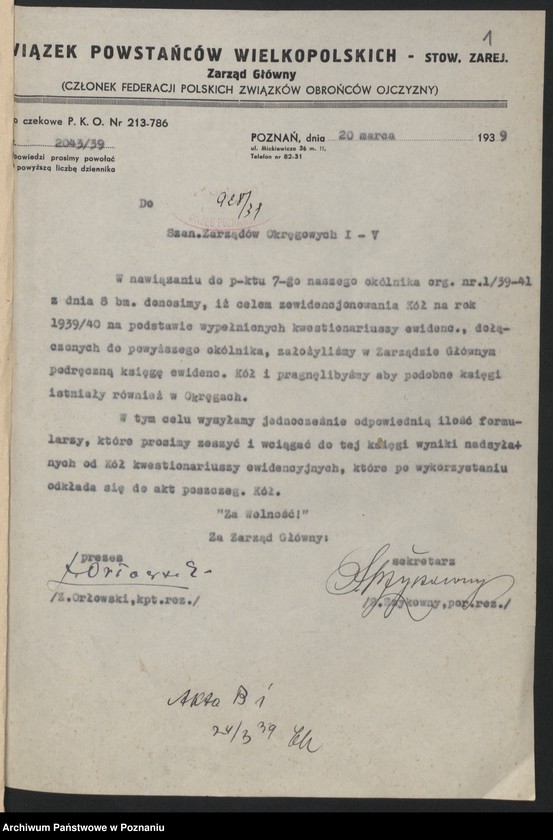 1
WIĄZEK POWSTAŃCÓW WIELKOPOLSKICH - STOW. ZAREJ.
Zarząd Główny
(CZŁONEK FEDERACJI POLSKICH ZWIĄZKÓW OBROŃCÓW OJCZYZNY)
o czekowe P. K. O. Nr 213-786
2043/39
powiedzi prosimy powołać
powyższą liczbę dziennika
POZNAŃ, dnia 20 marca 1939
ul. Mickiewicza 36 m. 11.
Telefon nr 82-31
Do
Szan.Zarządów Okręgowych I - V
W nawiązaniu do p-ktu 7-go naszego okólnika org. nr.1/39-41
z dnia 8 bm. donosimy, iż celem zewidencjonowania Kół na rok
1939/40 na podstawie wypełnionych kwestionariuszy ewidenc., dołą-
czonych do powyższego okólnika, założyliśmy w Zarządzie Głównym
podręczną księgę ewidenc. Kół i pragnęlibyśmy aby podobne księgi
istniały również w Okręgach.
W tym celu wysyłamy jednocześnie odpowiednią ilość formu-
larzy, które prosimy zeszyć i wciągać do tej księgi wyniki nadsyła-
nych od Kół kwestionariuszy ewidencyjnych, które po wykorzystaniu
odkłada się do akt poszczeg. Kół.
"Za Wolność!"
Za Zarząd Główny:
prezes
sekretarz
/Z.Orłowski,kpt.rez./
por.rez./
Akta B i
24/3 39
Archiwum Państwowe w Poznaniu